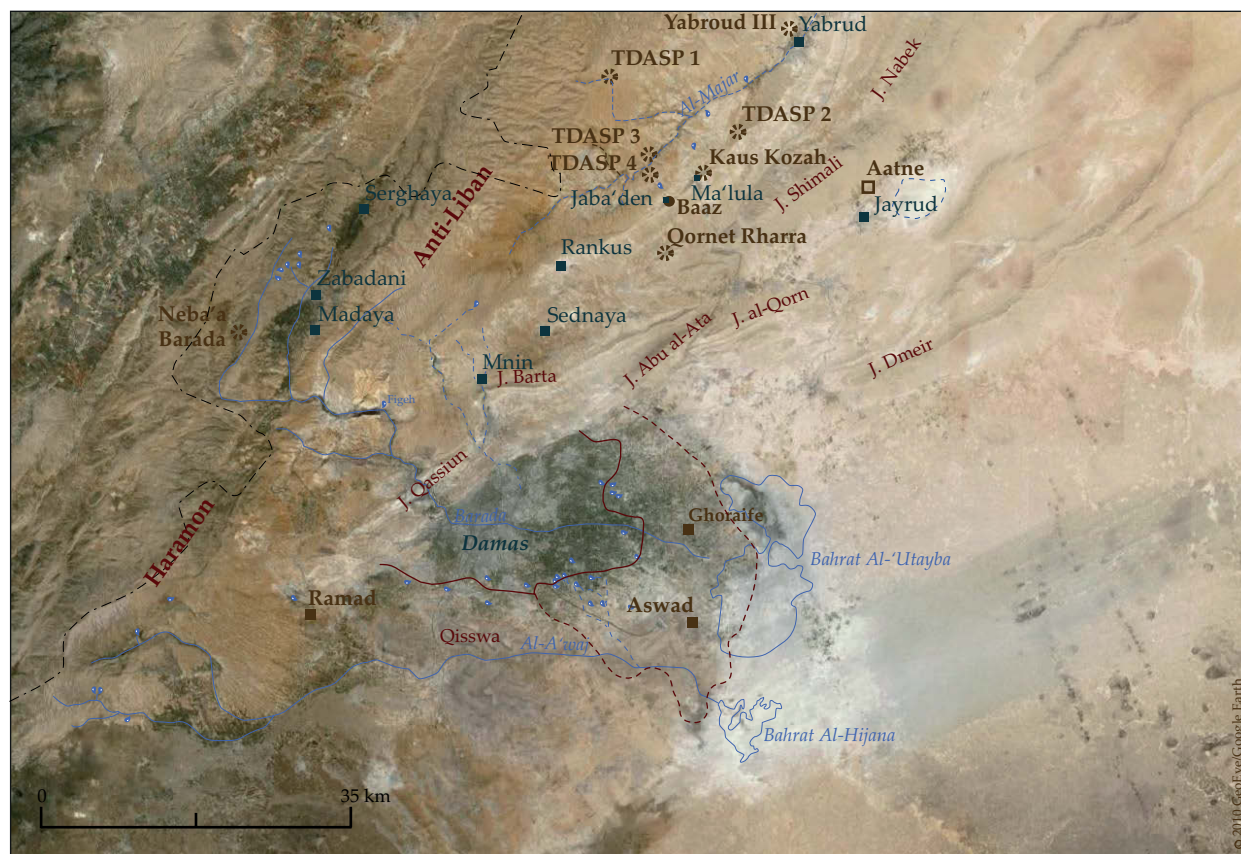 Yabroud III
Yabrud
TDASP 1
J. Nabek
Al-Majar
TDASP 2
TDASP 3
TDASP 4
Kaus Kozah
J. Shimali
Aatne
Serghaya
Anti-Liban
Jaba‘den
Ma‘lula
Baaz
Jayrud
Qornet Rharra
Rankus
Zabadani
Neba‘a
Barada
Madaya
Sednaya
J. Abu al-Ata
J. al-Qorn
J. Dmeir
Mnin
J. Barta
Figeh
J. Qassiun
Haramon
Barada
Damas
Ghoraife
Bahrat Al-‘Utayba
Ramad
Aswad
Qisswa
Al-A‘waj
Bahrat Al-Hijana
0
35 km
© 2010 GeoEye/Google Earth